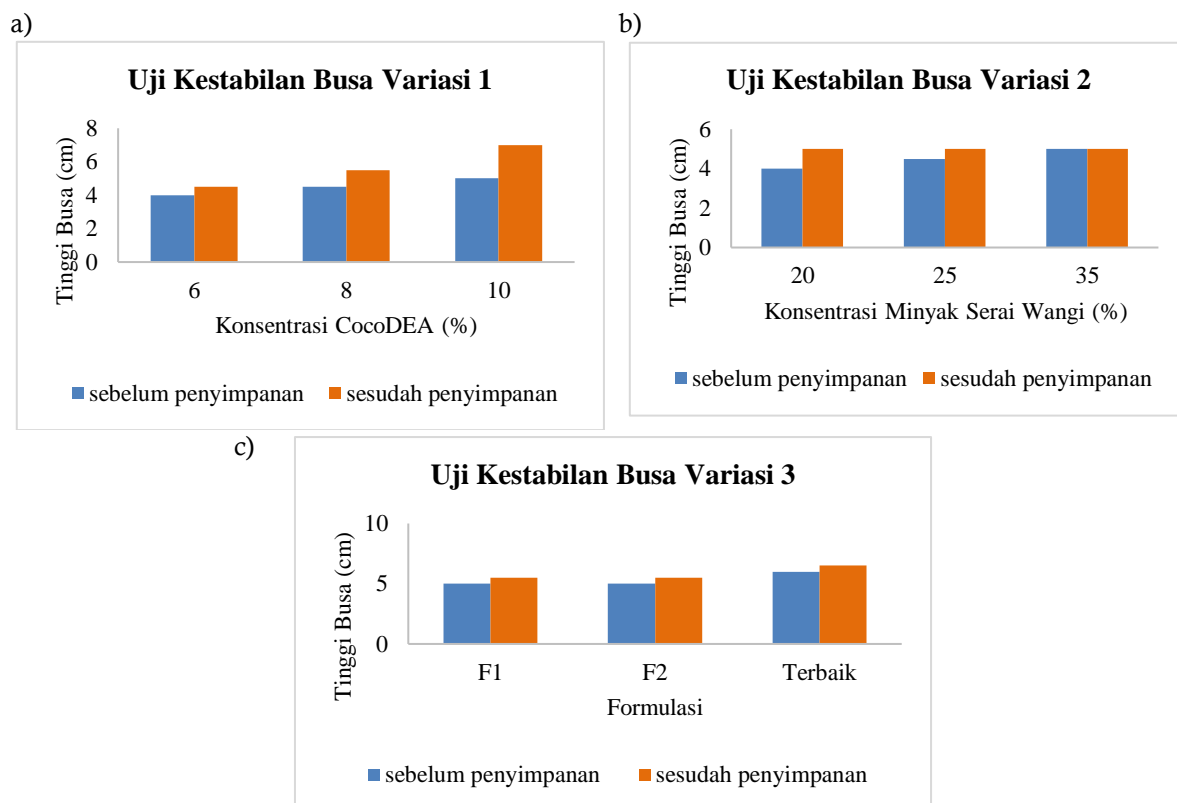 a)
Uji Kestabilan Busa Variasi 1
Tinggi Busa (cm)
8
6
4
2
0
6 8 10
Konsentrasi CocoDEA (%)
sebelum penyimpanan sesudah penyimpanan
b)
Uji Kestabilan Busa Variasi 2
Tinggi Busa (cm)
6
4
2
0
20 25 35
Konsentrasi Minyak Serai Wangi (%)
sebelum penyimpanan sesudah penyimpanan
c)
Uji Kestabilan Busa Variasi 3
Tinggi Busa (cm)
10
5
0
F1 F2 Terbaik
Formulasi
sebelum penyimpanan sesudah penyimpanan